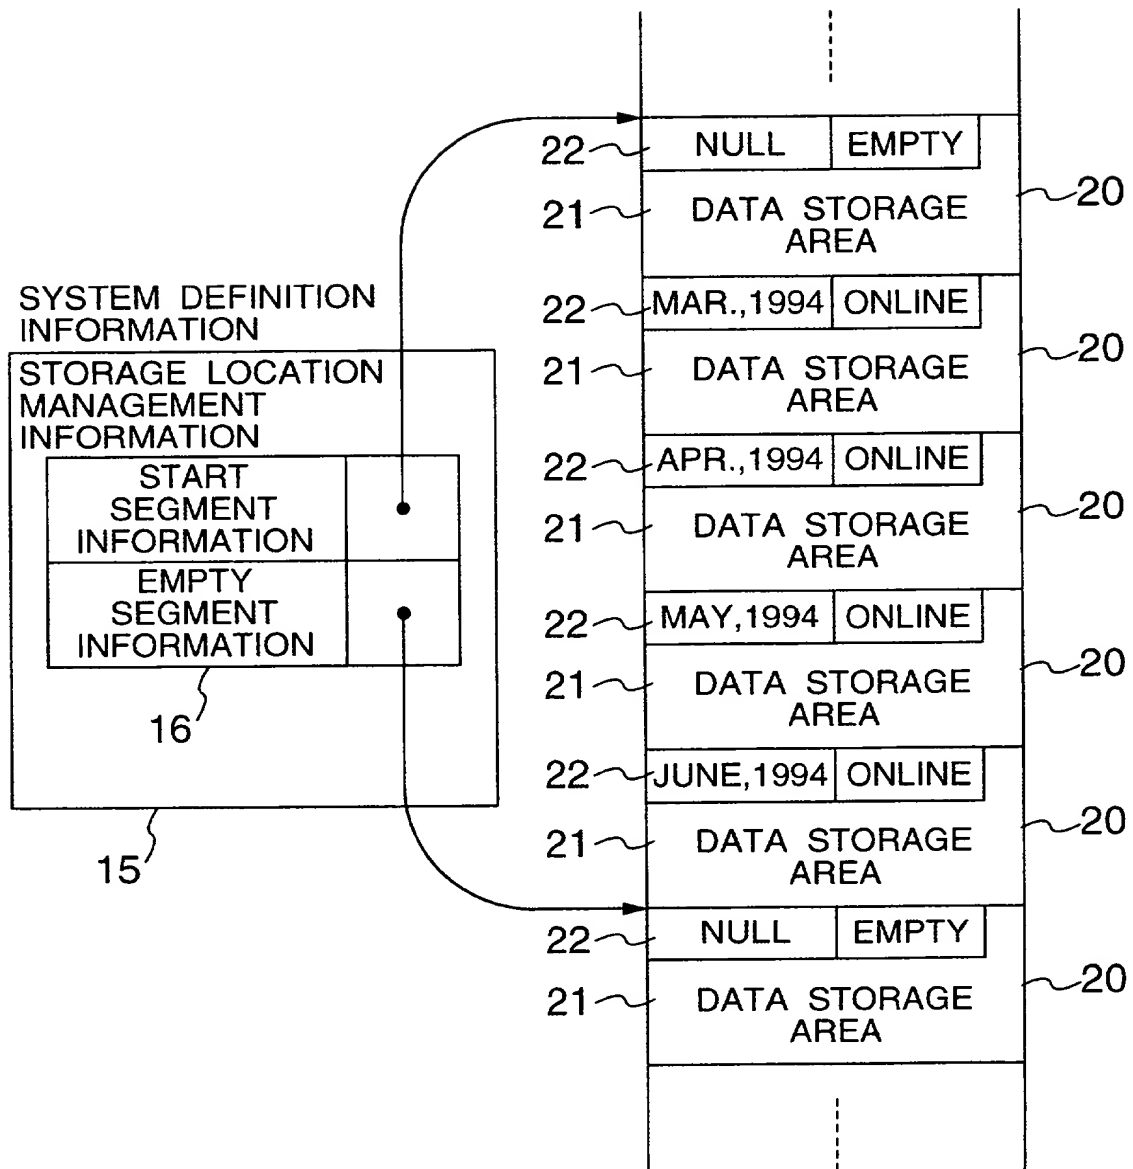 22
NULL
EMPTY
21
DATA STORAGE
AREA
20
22
MAR.,1994
ONLINE
21
DATA STORAGE
AREA
20
22
APR.,1994
ONLINE
21
DATA STORAGE
AREA
20
22
MAY,1994
ONLINE
21
DATA STORAGE
AREA
20
22
JUNE,1994
ONLINE
21
DATA STORAGE
AREA
20
22
NULL
EMPTY
21
DATA STORAGE
AREA
20
SYSTEM DEFINITION
INFORMATION
STORAGE LOCATION
MANAGEMENT
INFORMATION
START
SEGMENT
INFORMATION
EMPTY
SEGMENT
INFORMATION
16
15